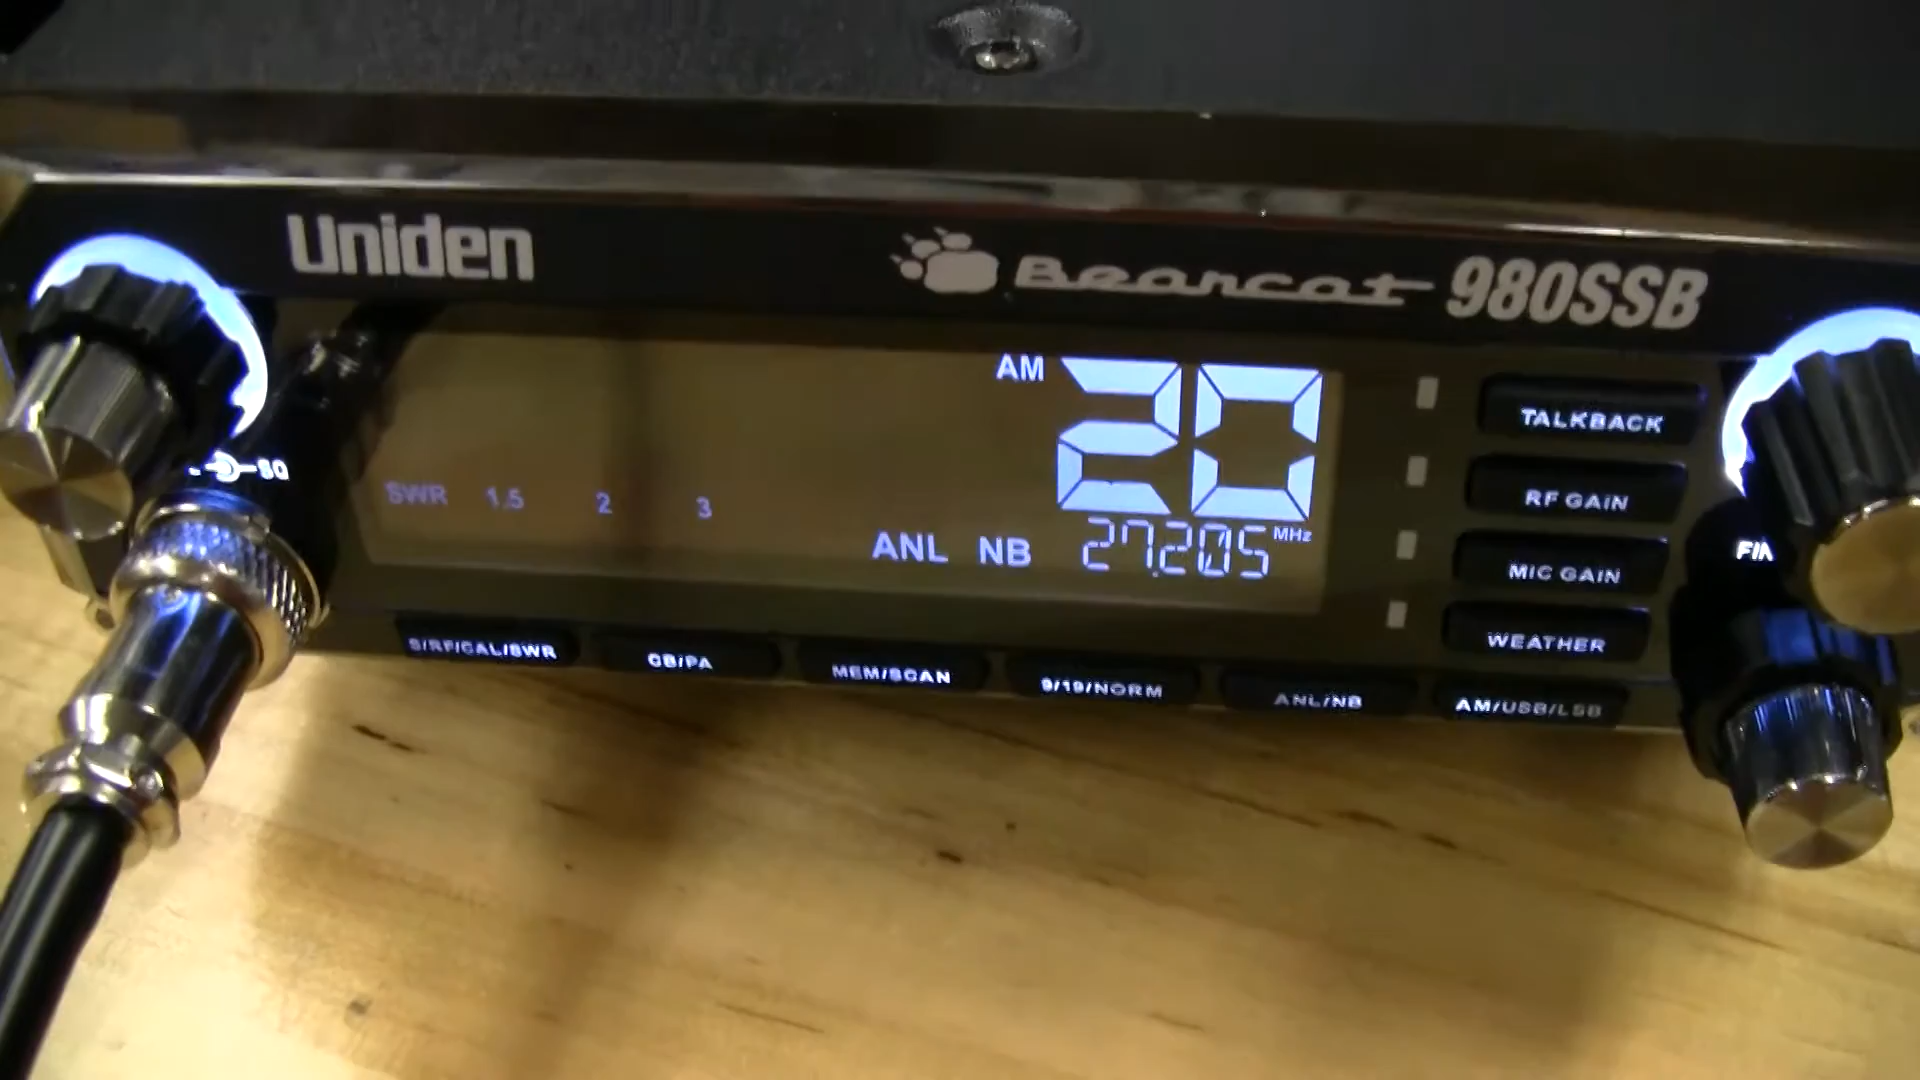 Uniden
Bearcat 980SSB
AM 20
TALKBACK
SQ
SWR 1.5 2 3
RF GAIN
ANL NB 27.205 MHz
MIC GAIN
WEATHER
S/RF/CAL/SWR
CB/PA
MEM/SCAN
9/19/NORM
ANL/NB
AM/USB/LSB